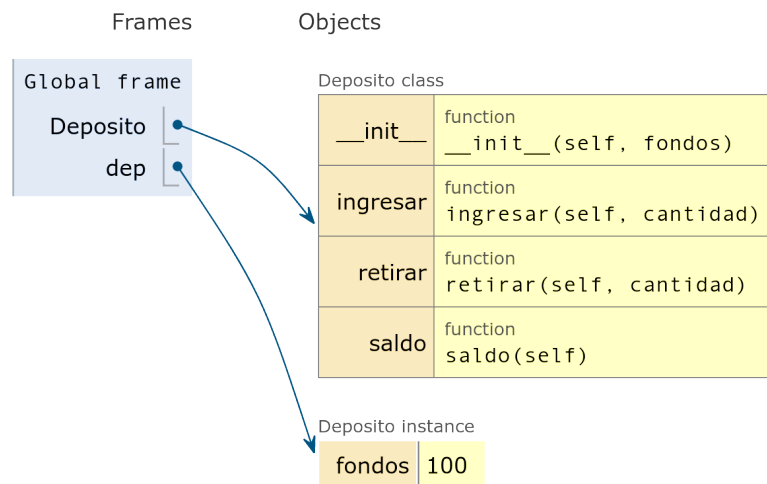 Frames Objects
Global frame
Deposito
dep
Deposito class
__init__ function
__init__(self, fondos)
ingresar function
ingresar(self, cantidad)
retirar function
retirar(self, cantidad)
saldo function
saldo(self)
Deposito instance
fondos 100